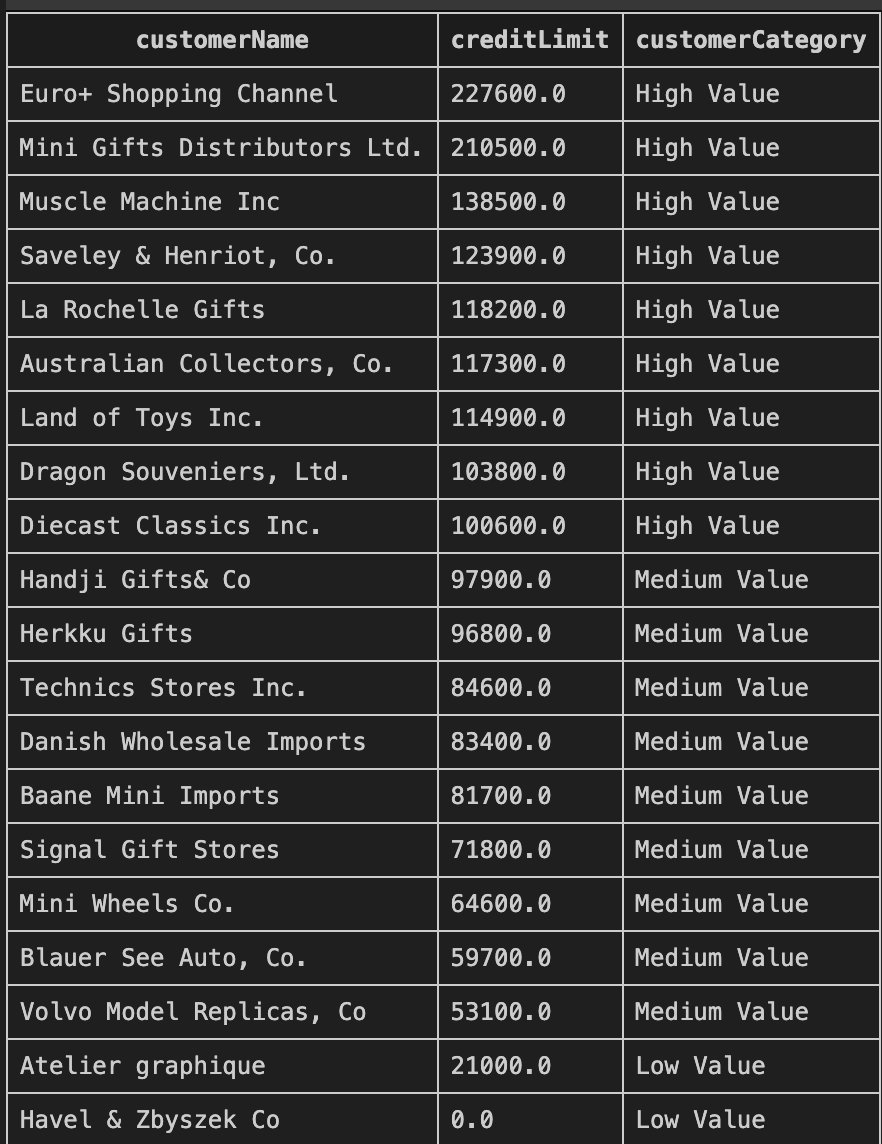 customerName creditLimit customerCategory
Euro+ Shopping Channel 227600.0 High Value
Mini Gifts Distributors Ltd. 210500.0 High Value
Muscle Machine Inc 138500.0 High Value
Saveley & Henriot, Co. 123900.0 High Value
La Rochelle Gifts 118200.0 High Value
Australian Collectors, Co. 117300.0 High Value
Land of Toys Inc. 114900.0 High Value
Dragon Souveniers, Ltd. 103800.0 High Value
Diecast Classics Inc. 100600.0 High Value
Handji Gifts& Co 97900.0 Medium Value
Herkku Gifts 96800.0 Medium Value
Technics Stores Inc. 84600.0 Medium Value
Danish Wholesale Imports 83400.0 Medium Value
Baane Mini Imports 81700.0 Medium Value
Signal Gift Stores 71800.0 Medium Value
Mini Wheels Co. 64600.0 Medium Value
Blauer See Auto, Co. 59700.0 Medium Value
Volvo Model Replicas, Co 53100.0 Medium Value
Atelier graphique 21000.0 Low Value
Havel & Zbyszek Co 0.0 Low Value